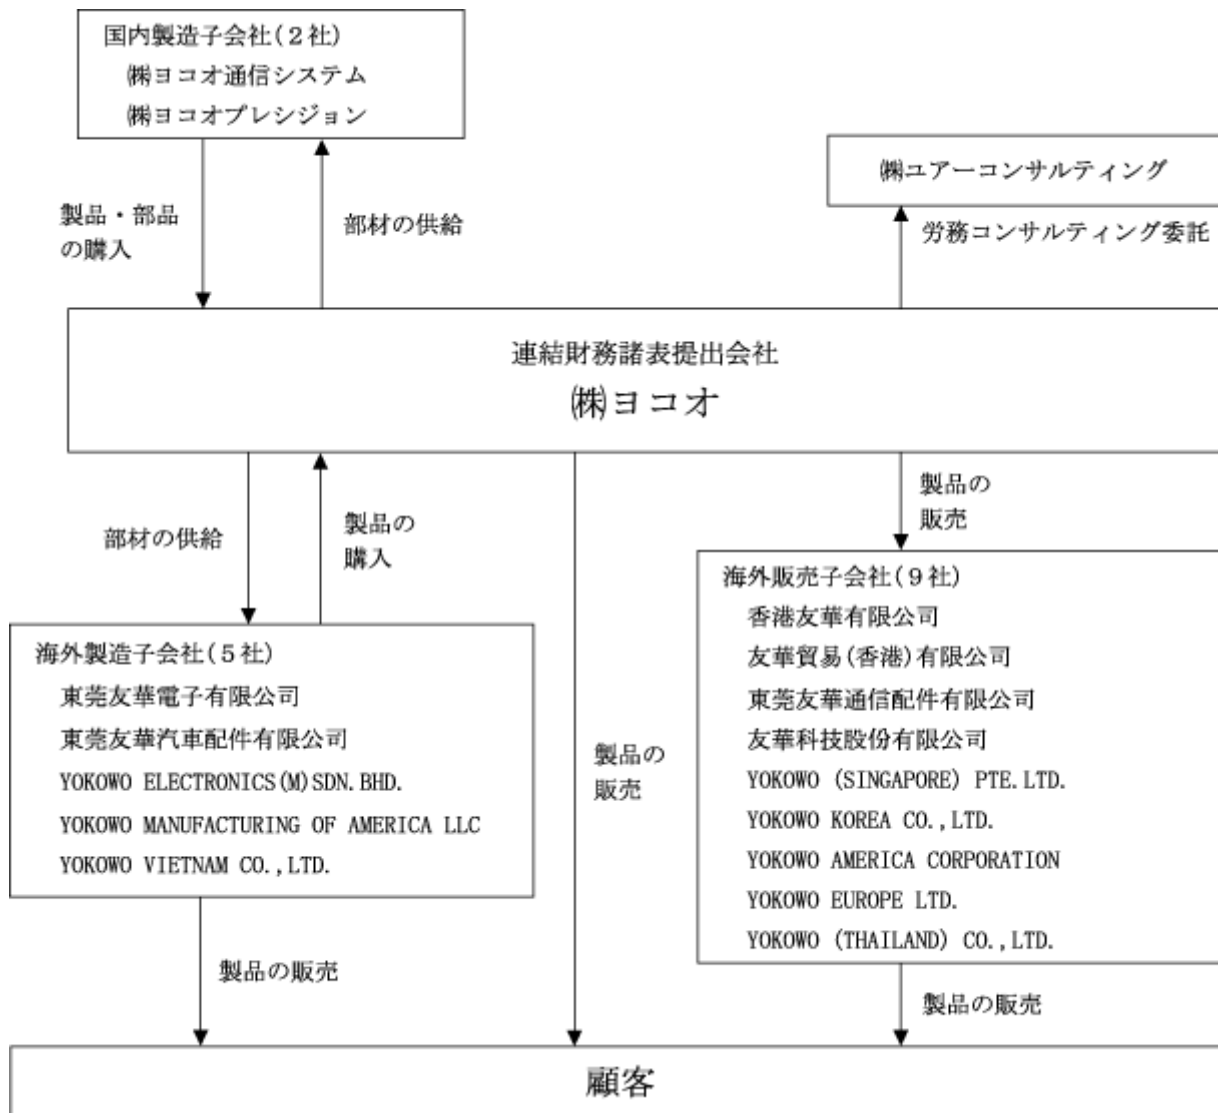 国内製造子会社(２社)
㈱ヨコオ通信システム
㈱ヨコオプレシジョン
㈱ユアーコンサルティング
製品・部品
の購入
部材の供給
労務コンサルティング委託
連結財務諸表提出会社
㈱ヨコオ
部材の供給
製品の
購入
製品の
販売
海外製造子会社(５社)
東莞友華電子有限公司
東莞友華汽車配件有限公司
YOKOWO ELECTRONICS(M)SDN.BHD.
YOKOWO MANUFACTURING OF AMERICA LLC
YOKOWO VIETNAM CO.,LTD.
製品の
販売
海外販売子会社(９社)
香港友華有限公司
友華貿易(香港)有限公司
東莞友華通信配件有限公司
友華科技股份有限公司
YOKOWO (SINGAPORE) PTE.LTD.
YOKOWO KOREA CO.,LTD.
YOKOWO AMERICA CORPORATION
YOKOWO EUROPE LTD.
YOKOWO (THAILAND) CO.,LTD.
製品の販売
製品の販売
顧客